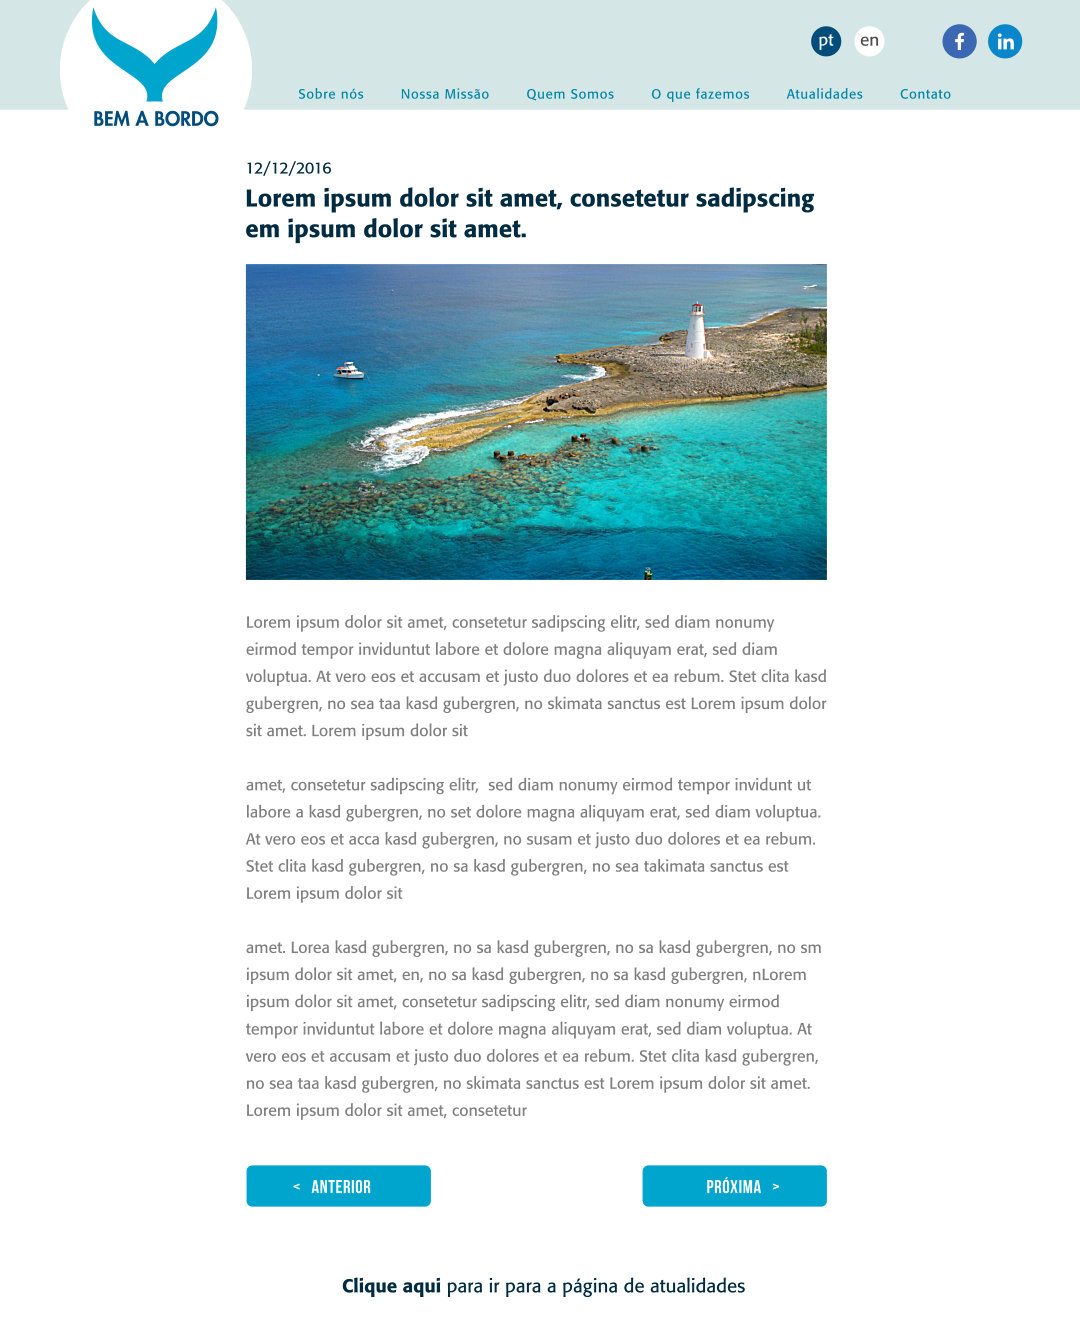 pt en f in
Sobre nós Nossa Missão Quem Somos O que fazemos Atualidades Contato
BEM A BORDO
12/12/2016
Lorem ipsum dolor sit amet, consetetur sadipscing
em ipsum dolor sit amet.
Lorem ipsum dolor sit amet, consetetur sadipscing elitr, sed diam nonumy
eirmod tempor inviduntut labore et dolore magna aliquyam erat, sed diam
voluptua. At vero eos et accusam et justo duo dolores et ea rebum. Stet clita kasd
gubergren, no sea taa kasd gubergren, no skimata sanctus est Lorem ipsum dolor
sit amet. Lorem ipsum dolor sit
amet, consetetur sadipscing elitr,  sed diam nonumy eirmod tempor invidunt ut
labore a kasd gubergren, no set dolore magna aliquyam erat, sed diam voluptua.
At vero eos et acca kasd gubergren, no susam et justo duo dolores et ea rebum.
Stet clita kasd gubergren, no sa kasd gubergren, no sea takimata sanctus est
Lorem ipsum dolor sit
amet. Lorea kasd gubergren, no sa kasd gubergren, no sa kasd gubergren, no sm
ipsum dolor sit amet, en, no sa kasd gubergren, no sa kasd gubergren, nLorem
ipsum dolor sit amet, consetetur sadipscing elitr, sed diam nonumy eirmod
tempor inviduntut labore et dolore magna aliquyam erat, sed diam voluptua. At
vero eos et accusam et justo duo dolores et ea rebum. Stet clita kasd gubergren,
no sea taa kasd gubergren, no skimata sanctus est Lorem ipsum dolor sit amet.
Lorem ipsum dolor sit amet, consetetur
< ANTERIOR
PRÓXIMA >
Clique aqui para ir para a página de atualidades